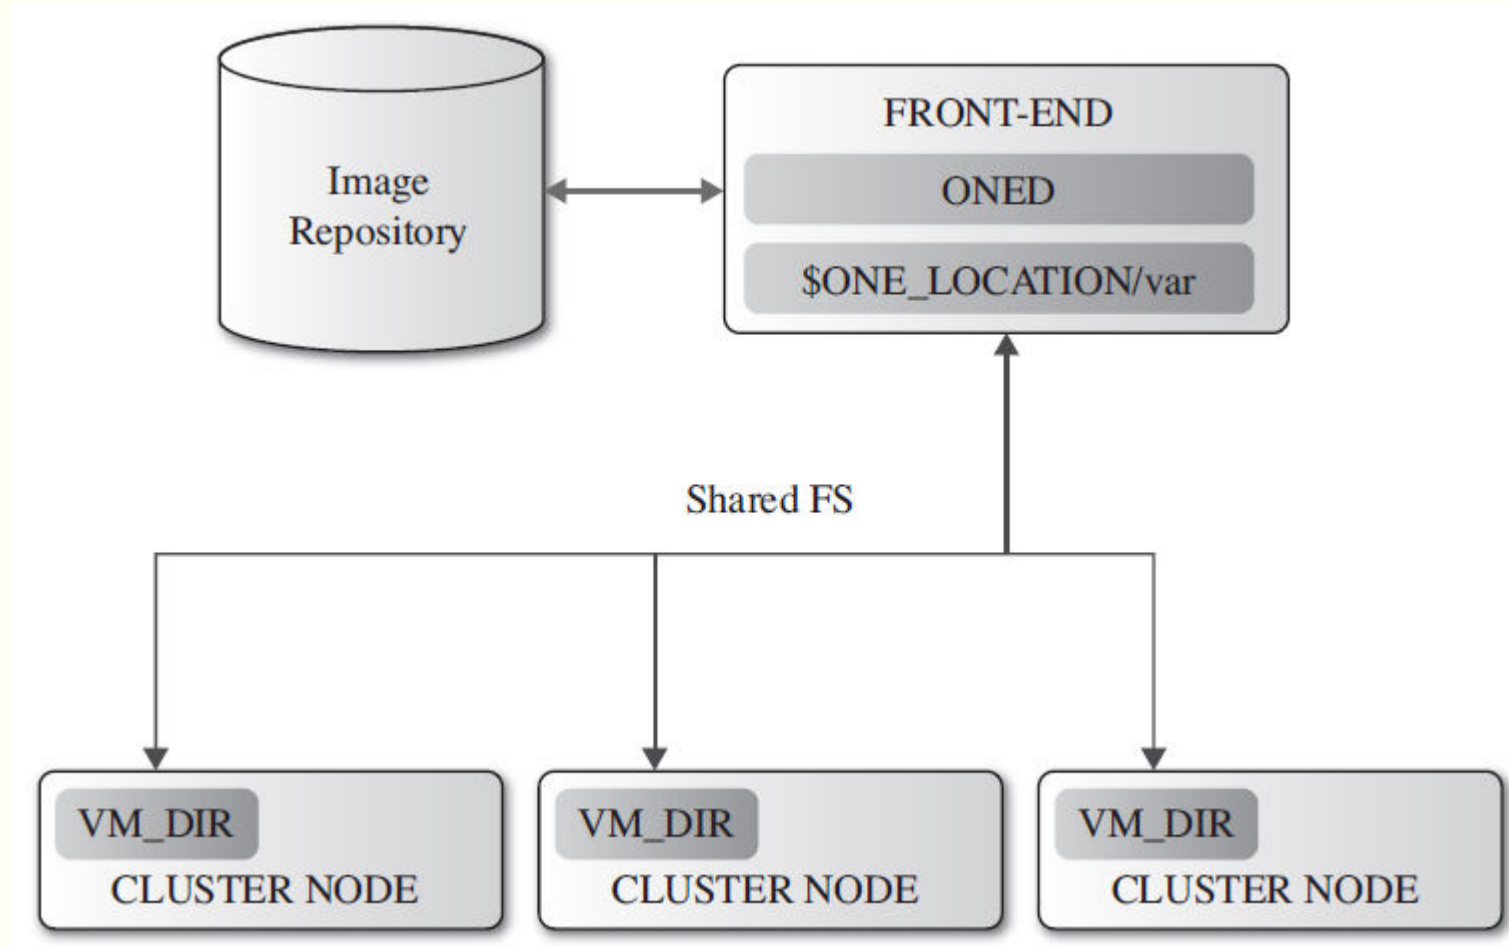 Image
Repository
FRONT-END
ONED
$ONE_LOCATION/var
Shared FS
VM_DIR
CLUSTER NODE
VM_DIR
CLUSTER NODE
VM_DIR
CLUSTER NODE